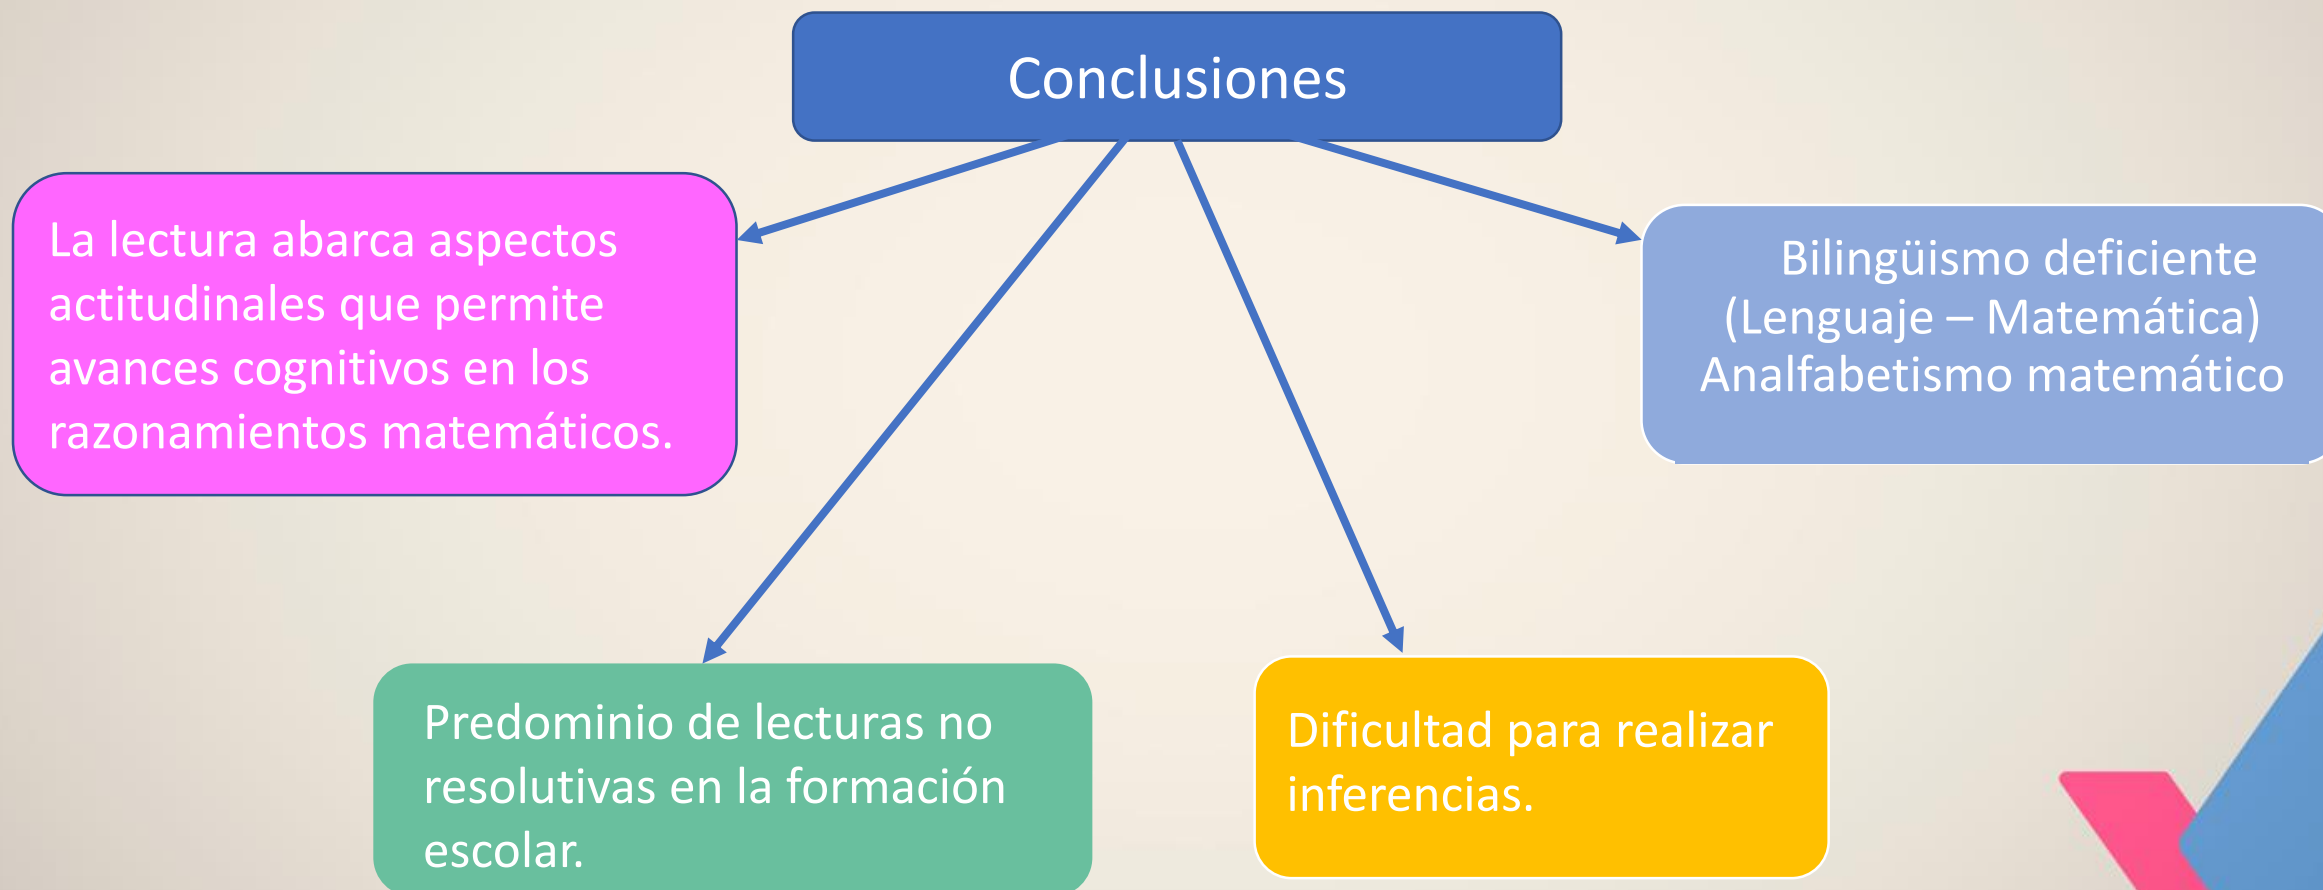 Conclusiones
La lectura abarca aspectos
actitudinales que permite
avances cognitivos en los
razonamientos matemáticos.
Bilingüismo deficiente
(Lenguaje – Matemática)
Analfabetismo matemático
Predominio de lecturas no
resolutivas en la formación
escolar.
Dificultad para realizar
inferencias.